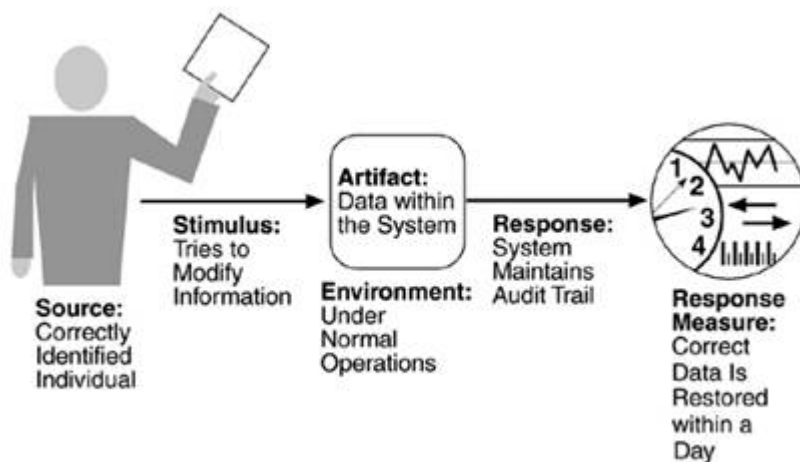 Source:
Correctly
Identified
Individual
Stimulus:
Tries to
Modify
Information
Artifact:
Data within
the System
Environment:
Under
Normal
Operations
Response:
System
Maintains
Audit Trail
1
2
3
4
Response
Measure:
Correct
Data Is
Restored
within a
Day